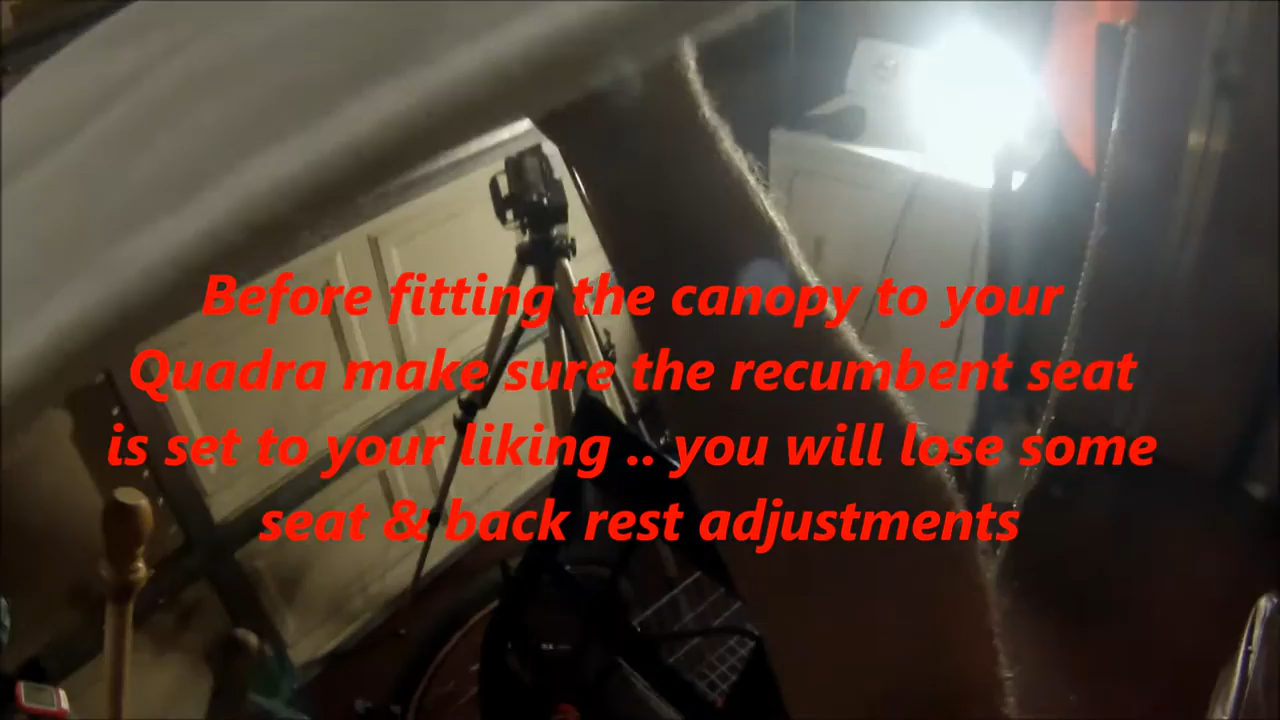 Before fitting the canopy to your
Quadra make sure the recumbent seat
is set to your liking .. you will lose some
seat & back rest adjustments